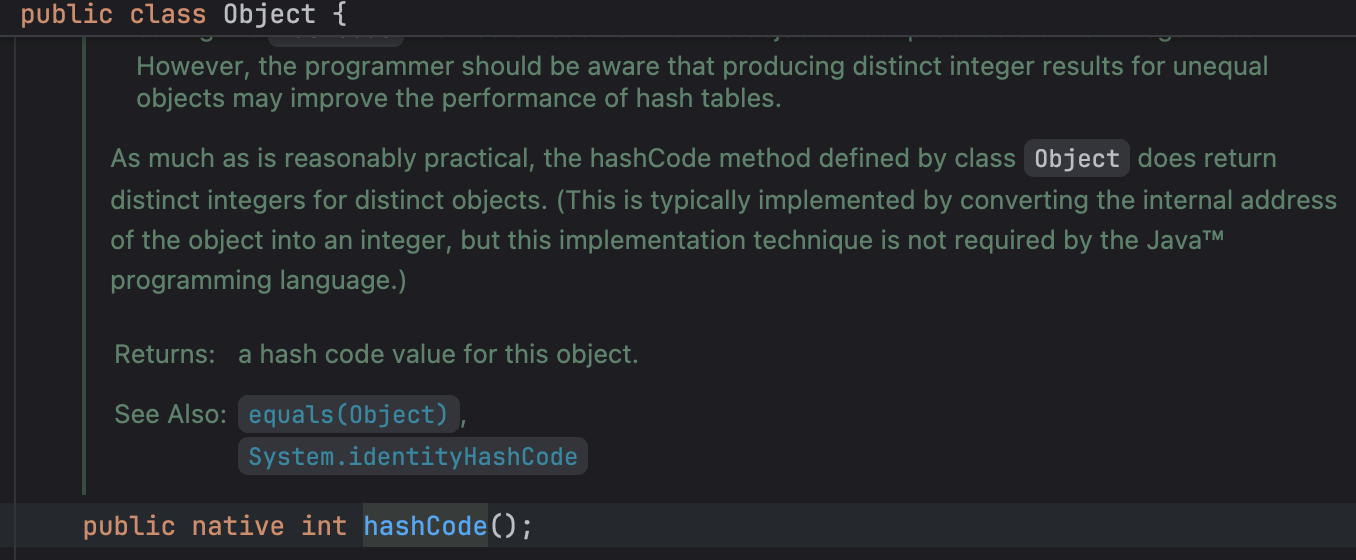 public class Object {
However, the programmer should be aware that producing distinct integer results for unequal
objects may improve the performance of hash tables.
As much as is reasonably practical, the hashCode method defined by class Object does return
distinct integers for distinct objects. (This is typically implemented by converting the internal address
of the object into an integer, but this implementation technique is not required by the Java™
programming language.)
Returns: a hash code value for this object.
See Also: equals(Object),
System.identityHashCode
public native int hashCode();